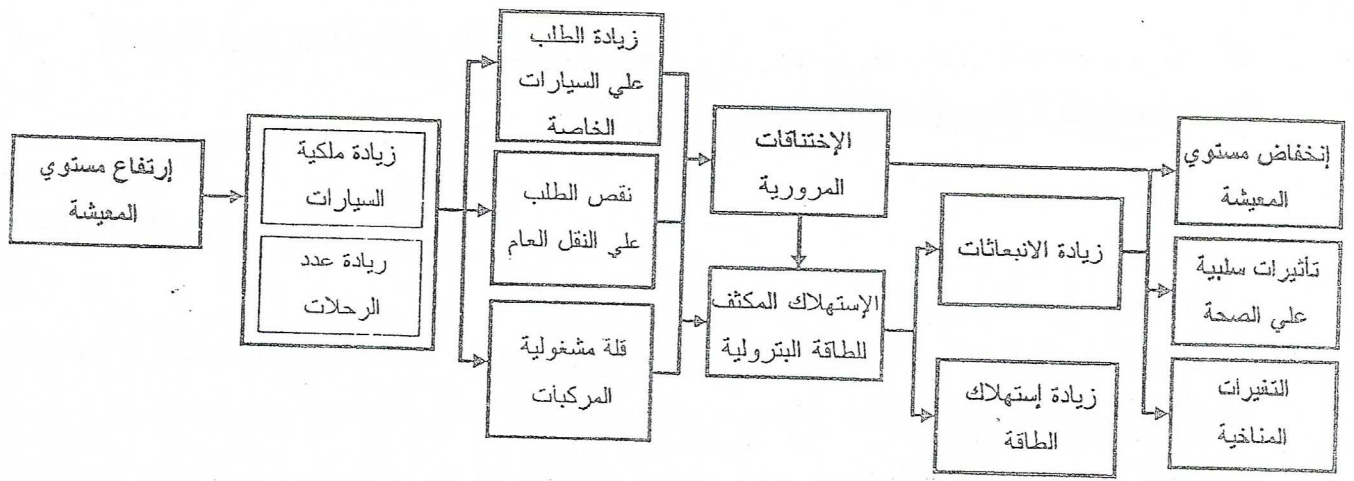 إرتفاع مستوي
المعيشة
زيادة ملكية
السيارات
ريادة عدد
الرحلات
زيادة الطلب
علي السيارات
الخاصة
نقص الطلب
علي النقل العام
قلة مشغولية
المركبات
الإختناقات
المرورية
الإستهلاك المكثف
للطاقة البترولية
زيادة الانبعاثات
زيادة إستهلاك
الطاقة
إنخفاض مستوي
المعيشة
تأثيرات سلبية
علي الصحة
التغيرات
المناخية